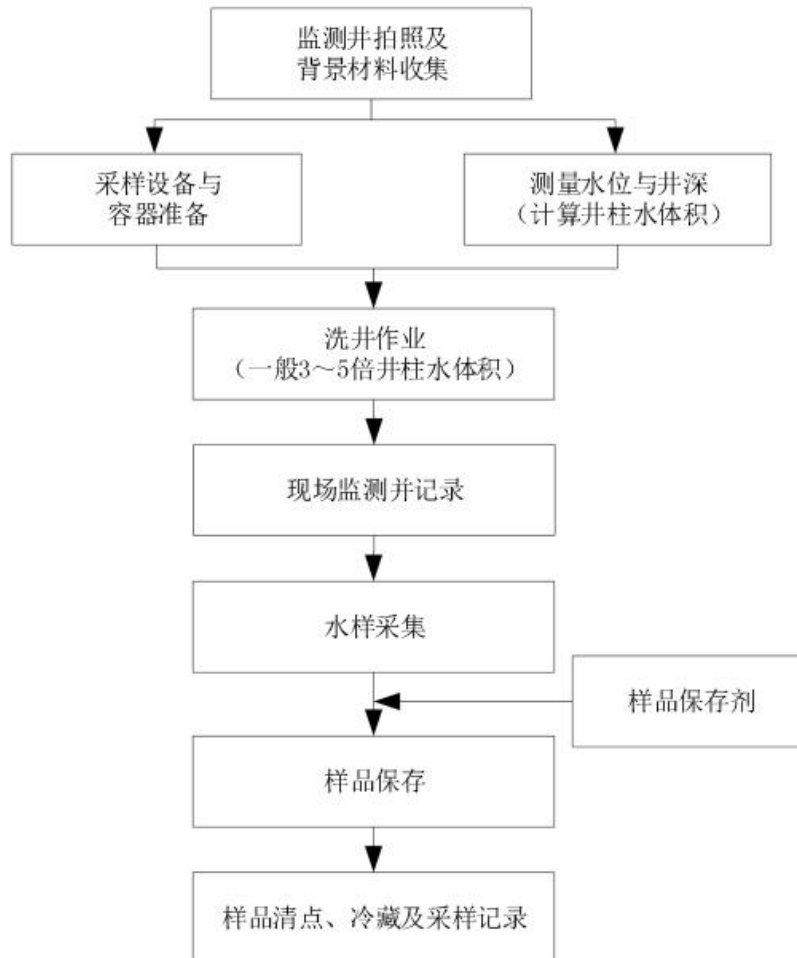 监测井拍照及
背景材料收集
采样设备与
容器准备
测量水位与井深
（计算井柱水体积）
洗井作业
（一般3～5倍井柱水体积）
现场监测并记录
水样采集
样品保存剂
样品保存
样品清点、冷藏及采样记录